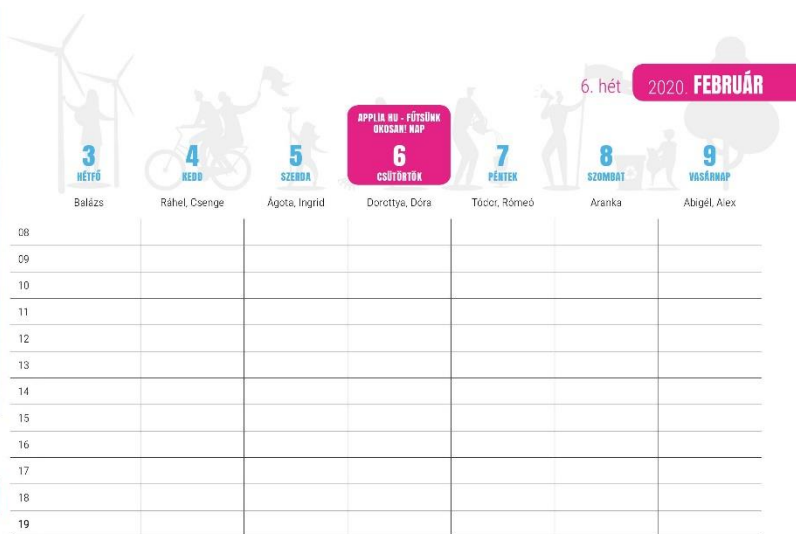 6. hét 2020. FEBRUÁR
APPLIA HU - FŰTSÜNK
OKOSAN! NAP
3 4 5 6 7 8 9
HÉTFŐ KEDD SZERDA CSÜTÖRTÖK PÉNTEK SZOMBAT VASÁRNAP
Balázs Ráhel, Csenge Ágota, Ingrid Dorottya, Dóra Tódor, Rómeó Aranka Abigél, Alex
08
09
10
11
12
13
14
15
16
17
18
19